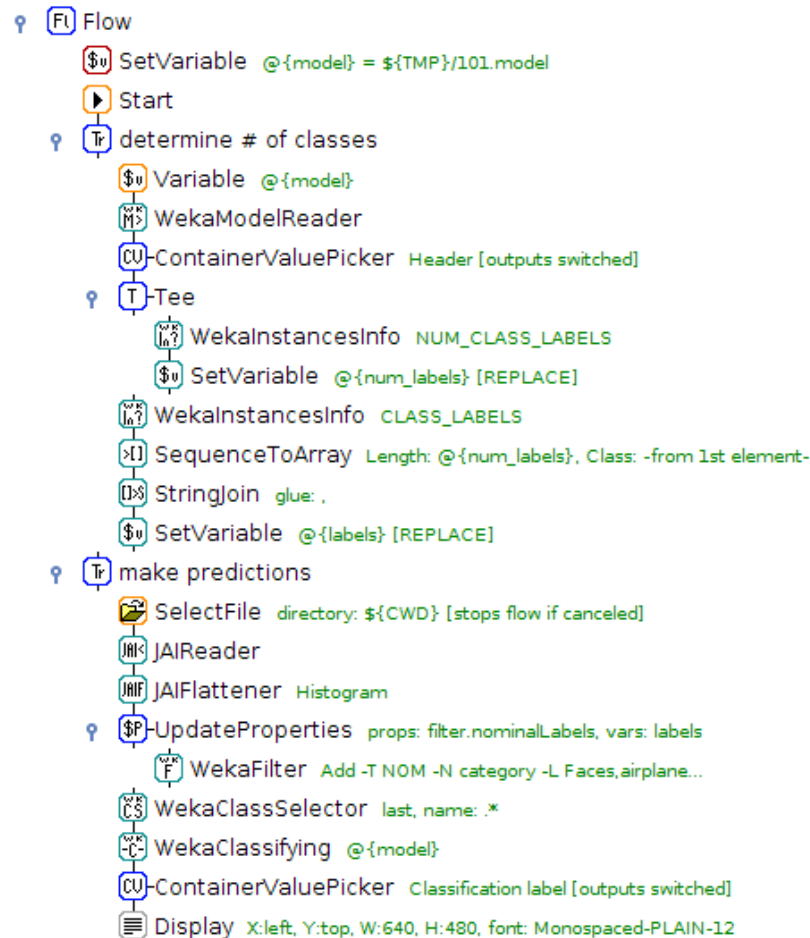 Flow
SetVariable @{model} = ${TMP}/101.model
Start
determine # of classes
Variable @{model}
WekaModelReader
ContainerValuePicker Header [outputs switched]
Tee
WekaInstancesInfo NUM_CLASS_LABELS
SetVariable @{num_labels} [REPLACE]
WekaInstancesInfo CLASS_LABELS
SequenceToArray Length: @{num_labels}, Class: -from 1st element-
StringJoin glue: ,
SetVariable @{labels} [REPLACE]
make predictions
SelectFile directory: ${CWD} [stops flow if canceled]
JAIReader
JAIFlattener Histogram
UpdateProperties props: filter.nominalLabels, vars: labels
WekaFilter Add -T NOM -N category -L Faces,airplane...
WekaClassSelector last, name: .*
WekaClassifying @{model}
ContainerValuePicker Classification label [outputs switched]
Display X:left, Y:top, W:640, H:480, font: Monospaced-PLAIN-12